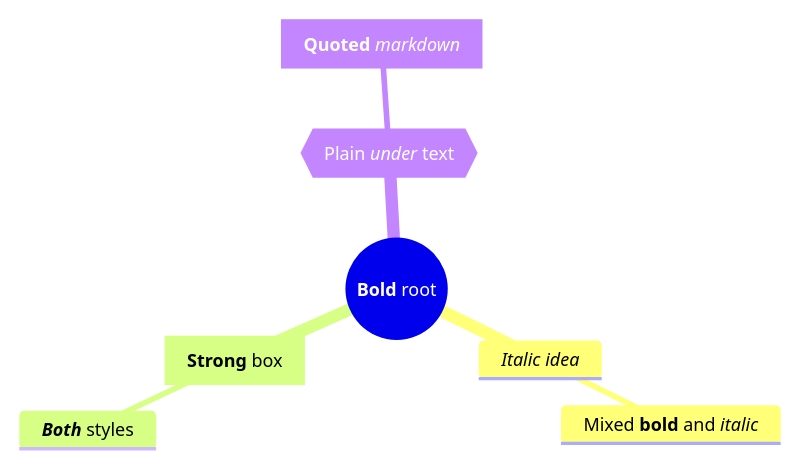 Quoted markdown
Plain under text
Bold root
Strong box
Italic idea
Both styles
Mixed bold and italic